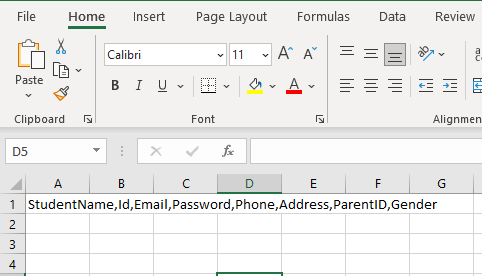 File Home Insert Page Layout Formulas Data Review
Calibri 11 A A
Paste
B I U A
Clipboard Font Alignme
D5 fx
A B C D E F G
1 StudentName,Id,Email,Password,Phone,Address,ParentID,Gender
2
3
4